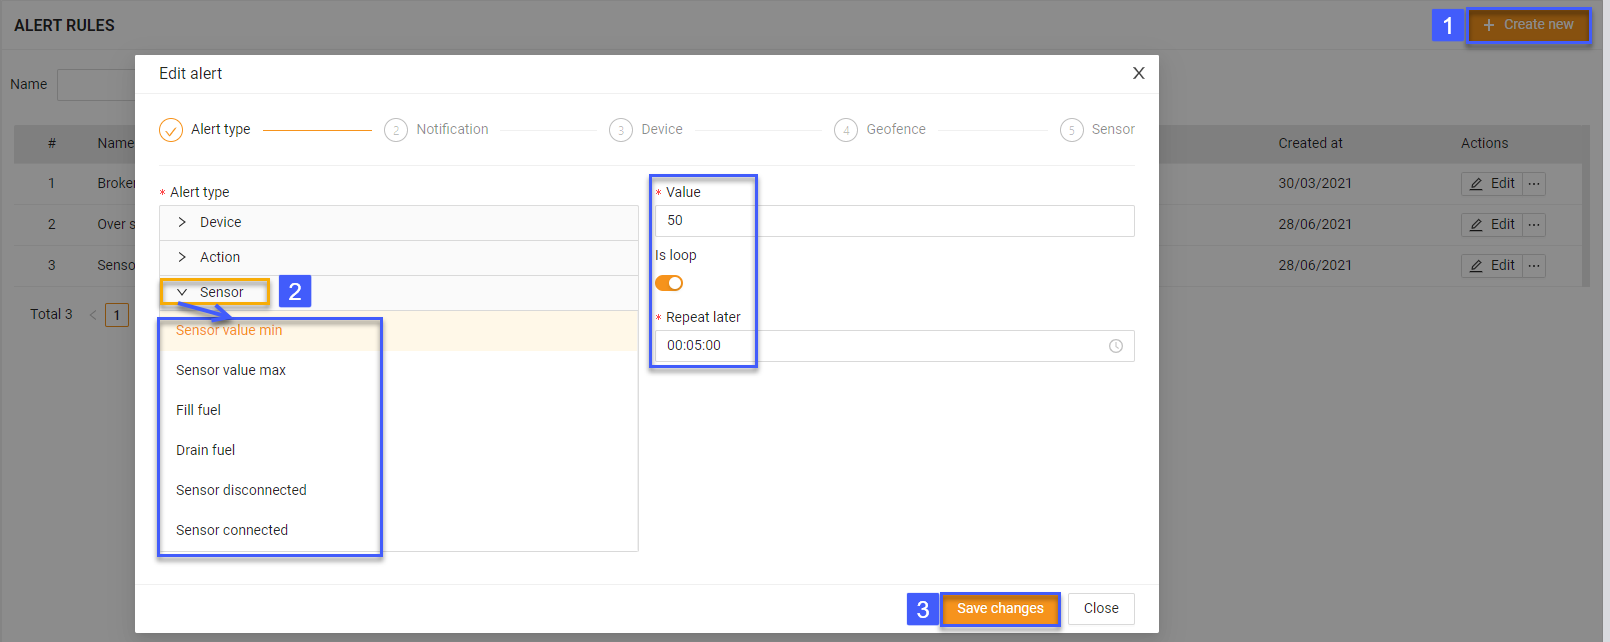 ALERT RULES
1
+ Create new
Name
Edit alert
X
Alert type
2 Notification
3 Device
4 Geofence
5 Sensor
# Name Created at Actions
1 Broke 30/03/2021 Edit ...
2 Over s 28/06/2021 Edit ...
3 Senso 28/06/2021 Edit ...
Total 3 < 1
* Alert type
> Device
> Action
Sensor
2
Sensor value min
Sensor value max
Fill fuel
Drain fuel
Sensor disconnected
Sensor connected
* Value
50
Is loop
* Repeat later
00:05:00
3
Save changes
Close